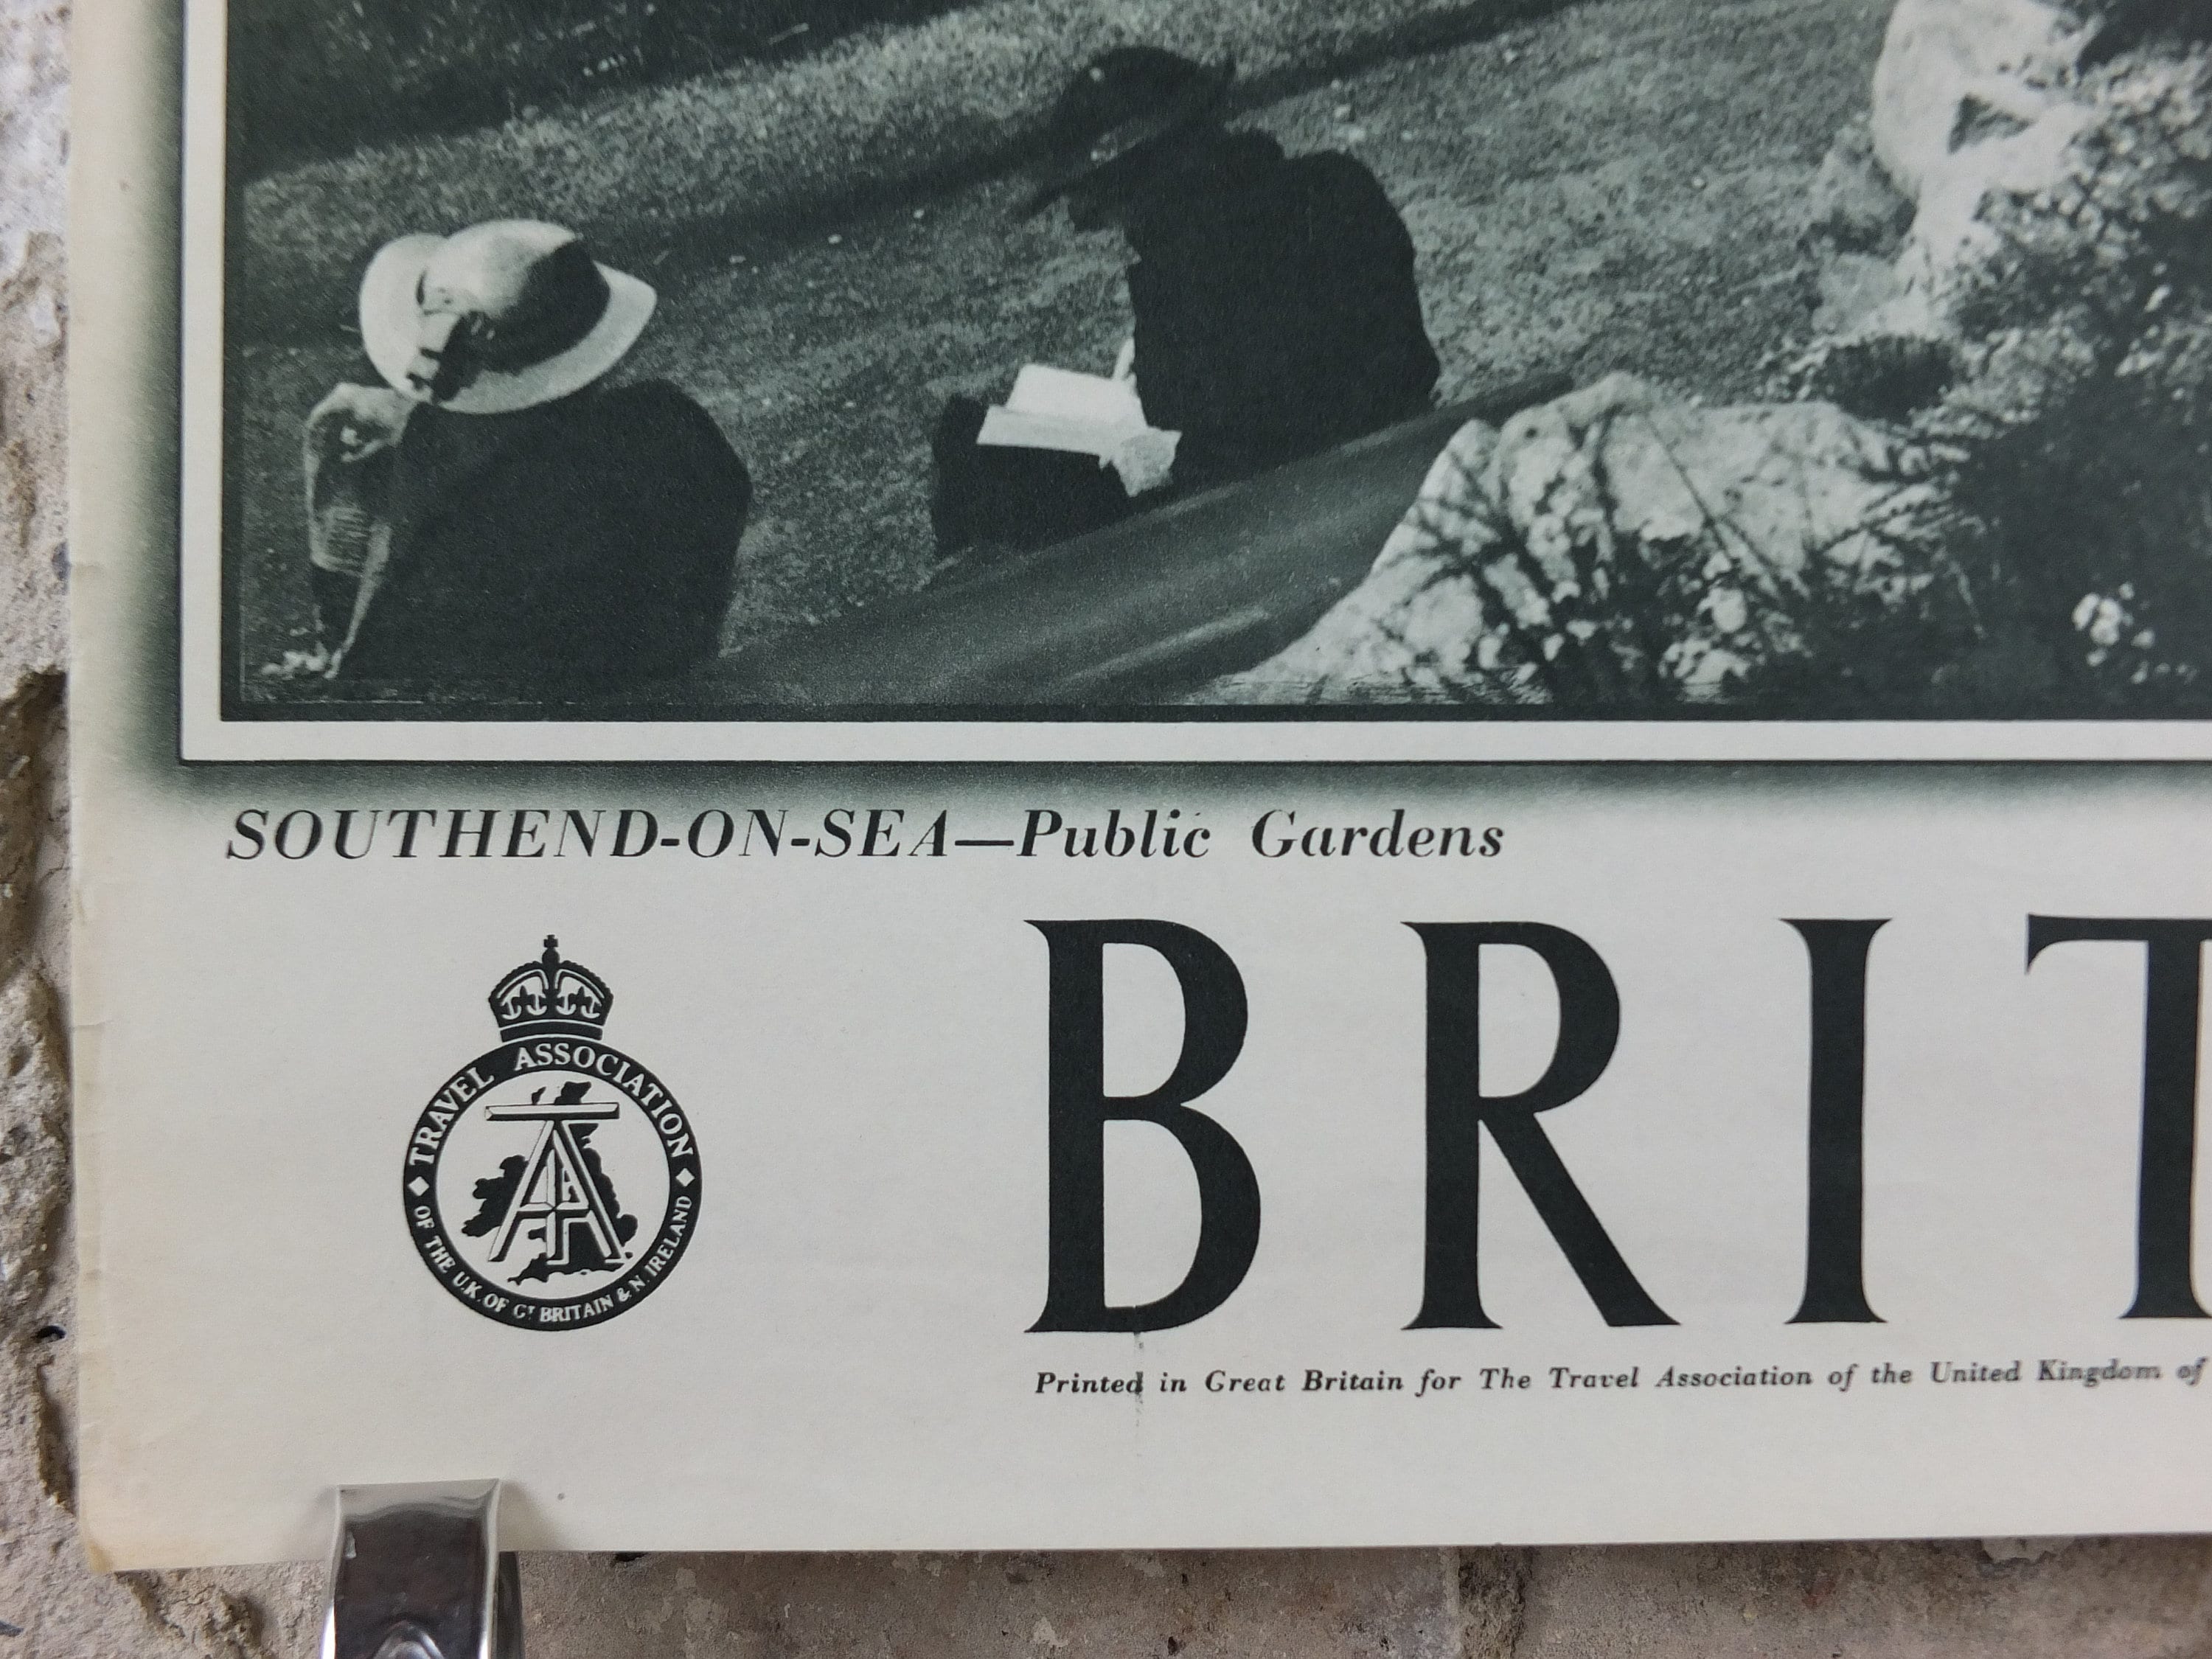 SOUTHEND-ON-SEA—Public Gardens
BRIT
TRAVEL ASSOCIATION
OF THE U.K. OF GT BRITAIN & N. IRELAND
Printed in Great Britain for The Travel Association of the United Kingdom of